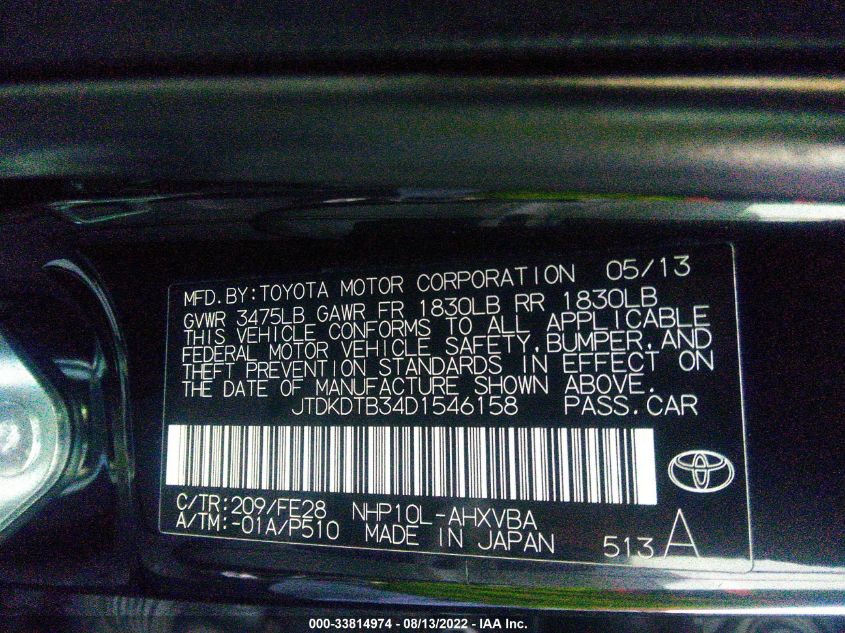 MFD. BY: TOYOTA MOTOR CORPORATION 05/13
GVWR 3475LB GAWR FR 1830LB RR 1830LB
THIS VEHICLE CONFORMS TO ALL APPLICABLE
FEDERAL MOTOR VEHICLE SAFETY, BUMPER, AND
THEFT PREVENTION STANDARDS IN EFFECT ON
THE DATE OF MANUFACTURE SHOWN ABOVE.
JTDKDTB34D1546158 PASS. CAR
C/TR: 209/FE28 NHP10L-AHXVBA
A/TM: -01A/P510 MADE IN JAPAN 513 A
000-33814974 - 08/13/2022 - IAA Inc.